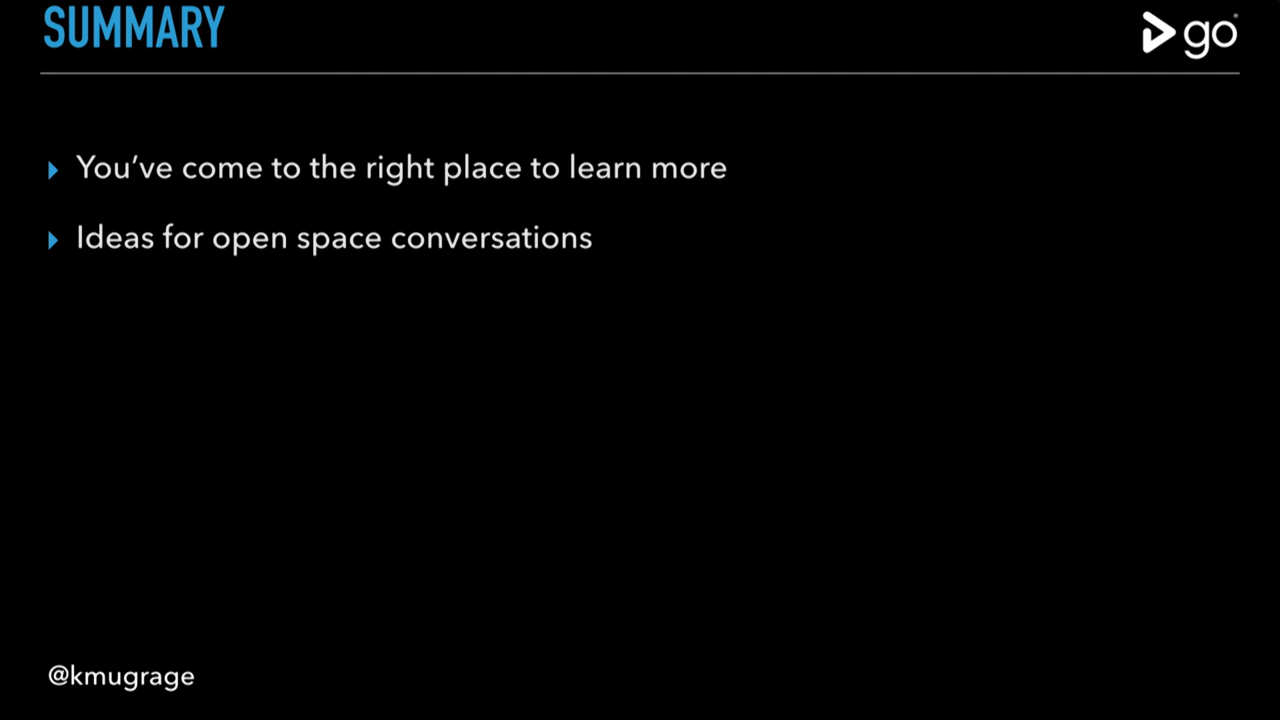 SUMMARY
go
You’ve come to the right place to learn more
Ideas for open space conversations
@kmugrage